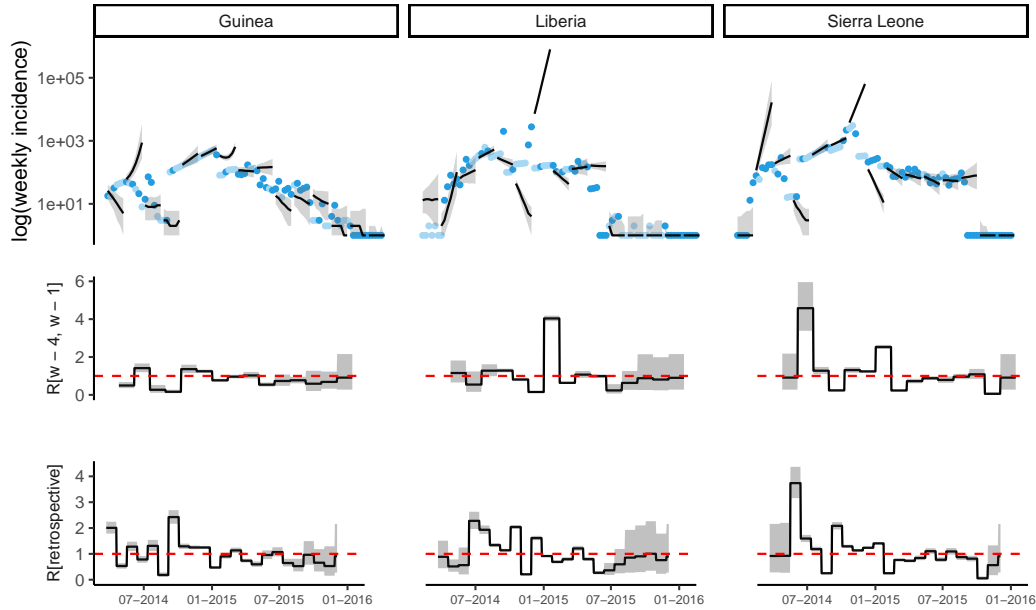 Guinea Liberia Sierra Leone
log(weekly incidence)
1e+05
1e+03
1e+01
R[w − 4, w − 1]
6
4
2
0
R[retrospective]
4
3
2
1
0
07−2014 01−2015 07−2015 01−2016 07−2014 01−2015 07−2015 01−2016 07−2014 01−2015 07−2015 01−2016